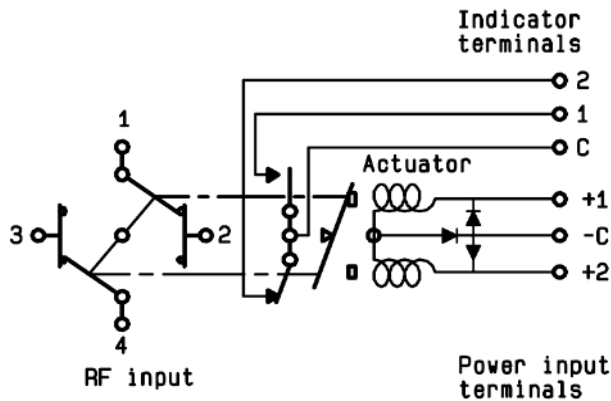 Indicator
terminals
2
1
C
1
Actuator
+1
3
2
-C
+2
4
RF input
Power input
terminals